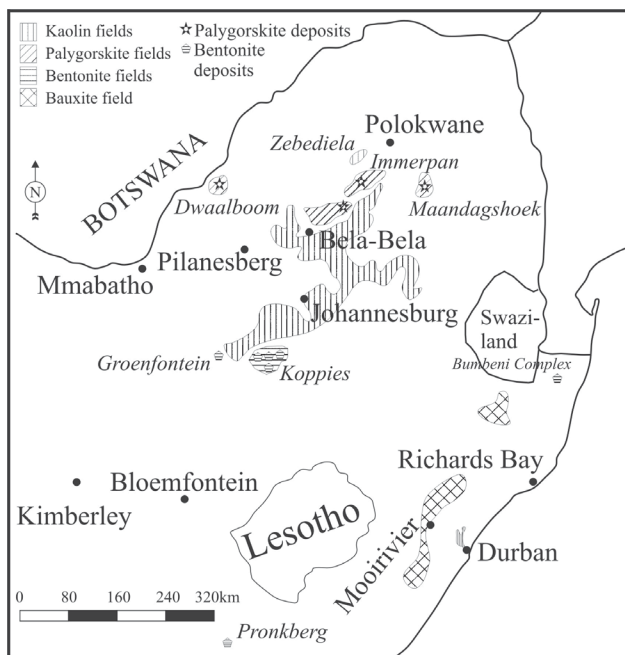 Kaolin fields
Palygorskite fields
Bentonite fields
Bauxite field
Palygorskite deposits
Bentonite
deposits
Polokwane
Zebediela
Immerpan
N
BOTSWANA
Dwaalboom
Maandagshoek
Bela-Bela
Pilanesberg
Mmabatho
Johannesburg
Swazi-
land
Groenfontein
Koppies
Bumbeni Complex
Richards Bay
Bloemfontein
Kimberley
Lesotho
Mooirivier
Durban
0 80 160 240 320km
Pronkberg